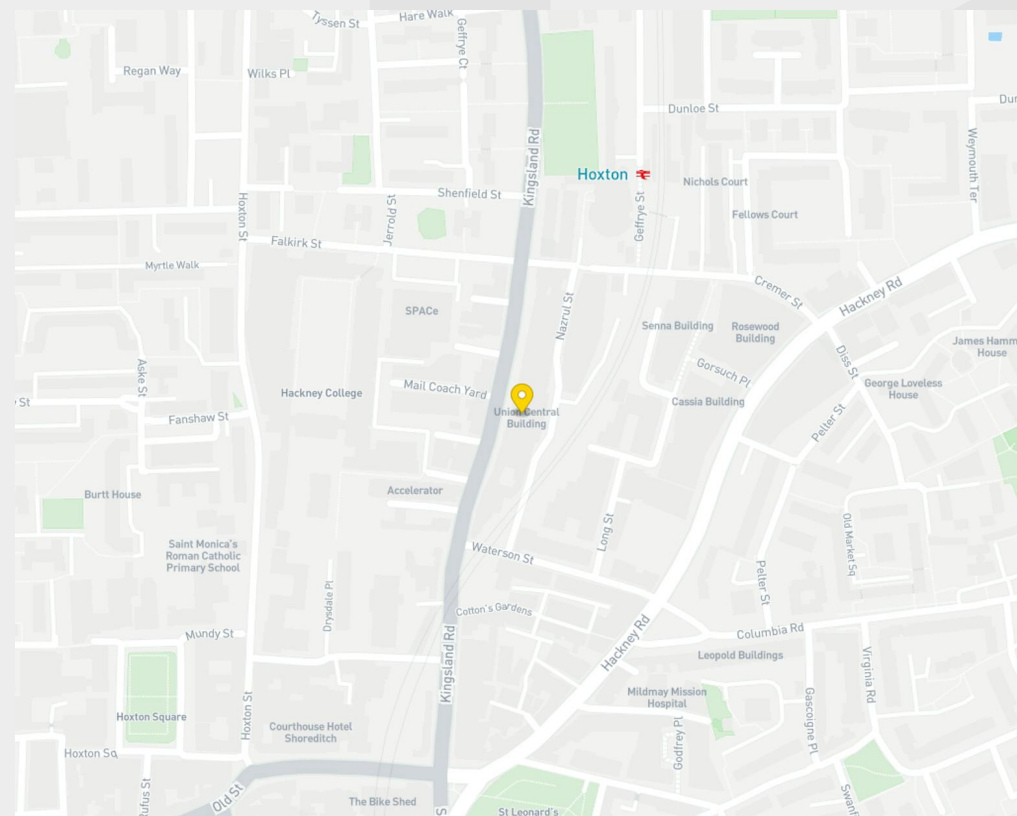 Tyssen St
Hare Walk
Geffrye Ct
Regan Way
Wilks Pl
Kingsland Rd
Dunloe St
Weymouth Ter
Hoxton
Nichols Court
Shenfield St
Geffrye St
Fellows Court
Hoxton St
Jerrold St
Falkirk St
Myrtle Walk
Cremer St
Hackney Rd
SPACe
Nazrul St
Senna Building
Rosewood
Building
Diss St
James Hamm
House
Aske St
Hackney College
Mail Coach Yard
Gorsuch Pl
George Loveless
House
Cassia Building
St
Fanshaw St
Union Central
Building
Pelter St
Burtt House
Accelerator
Long St
Old Market Sq
Saint Monica's
Roman Catholic
Primary School
Waterson St
Drysdale Pl
Cotton's Gardens
Pelter St
Mundy St
Columbia Rd
Kingsland Rd
Hackney Rd
Leopold Buildings
Virginia Rd
Mildmay Mission
Hospital
Hoxton Square
Hoxton St
Courthouse Hotel
Shoreditch
Godfrey Pl
Gascoigne Pl
Hoxton Sq
Rufus St
Old St
The Bike Shed
S
St Leonard's
Swanf